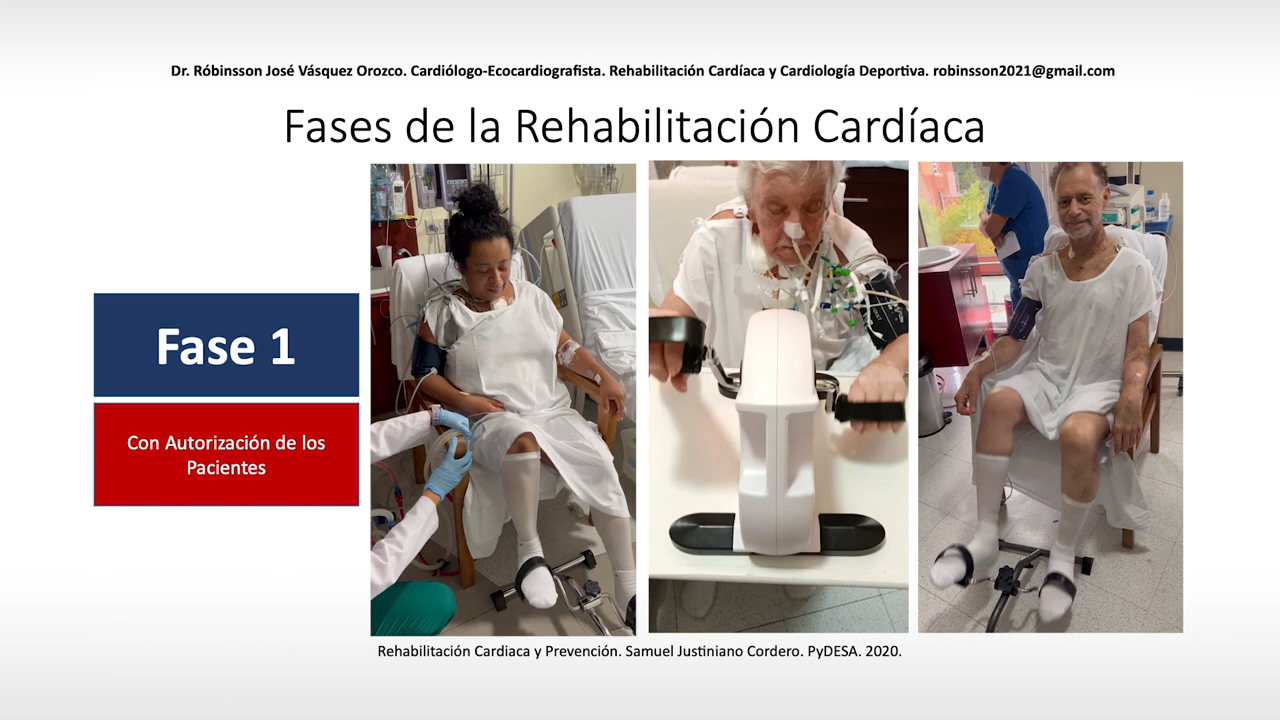 Dr. Róbinsson José Vásquez Orozco. Cardiólogo-Ecocardiografista. Rehabilitación Cardíaca y Cardiología Deportiva. robinsson2021@gmail.com
Fases de la Rehabilitación Cardíaca
Fase 1
Con Autorización de los
Pacientes
Rehabilitación Cardiaca y Prevención. Samuel Justiniano Cordero. PyDESA. 2020.